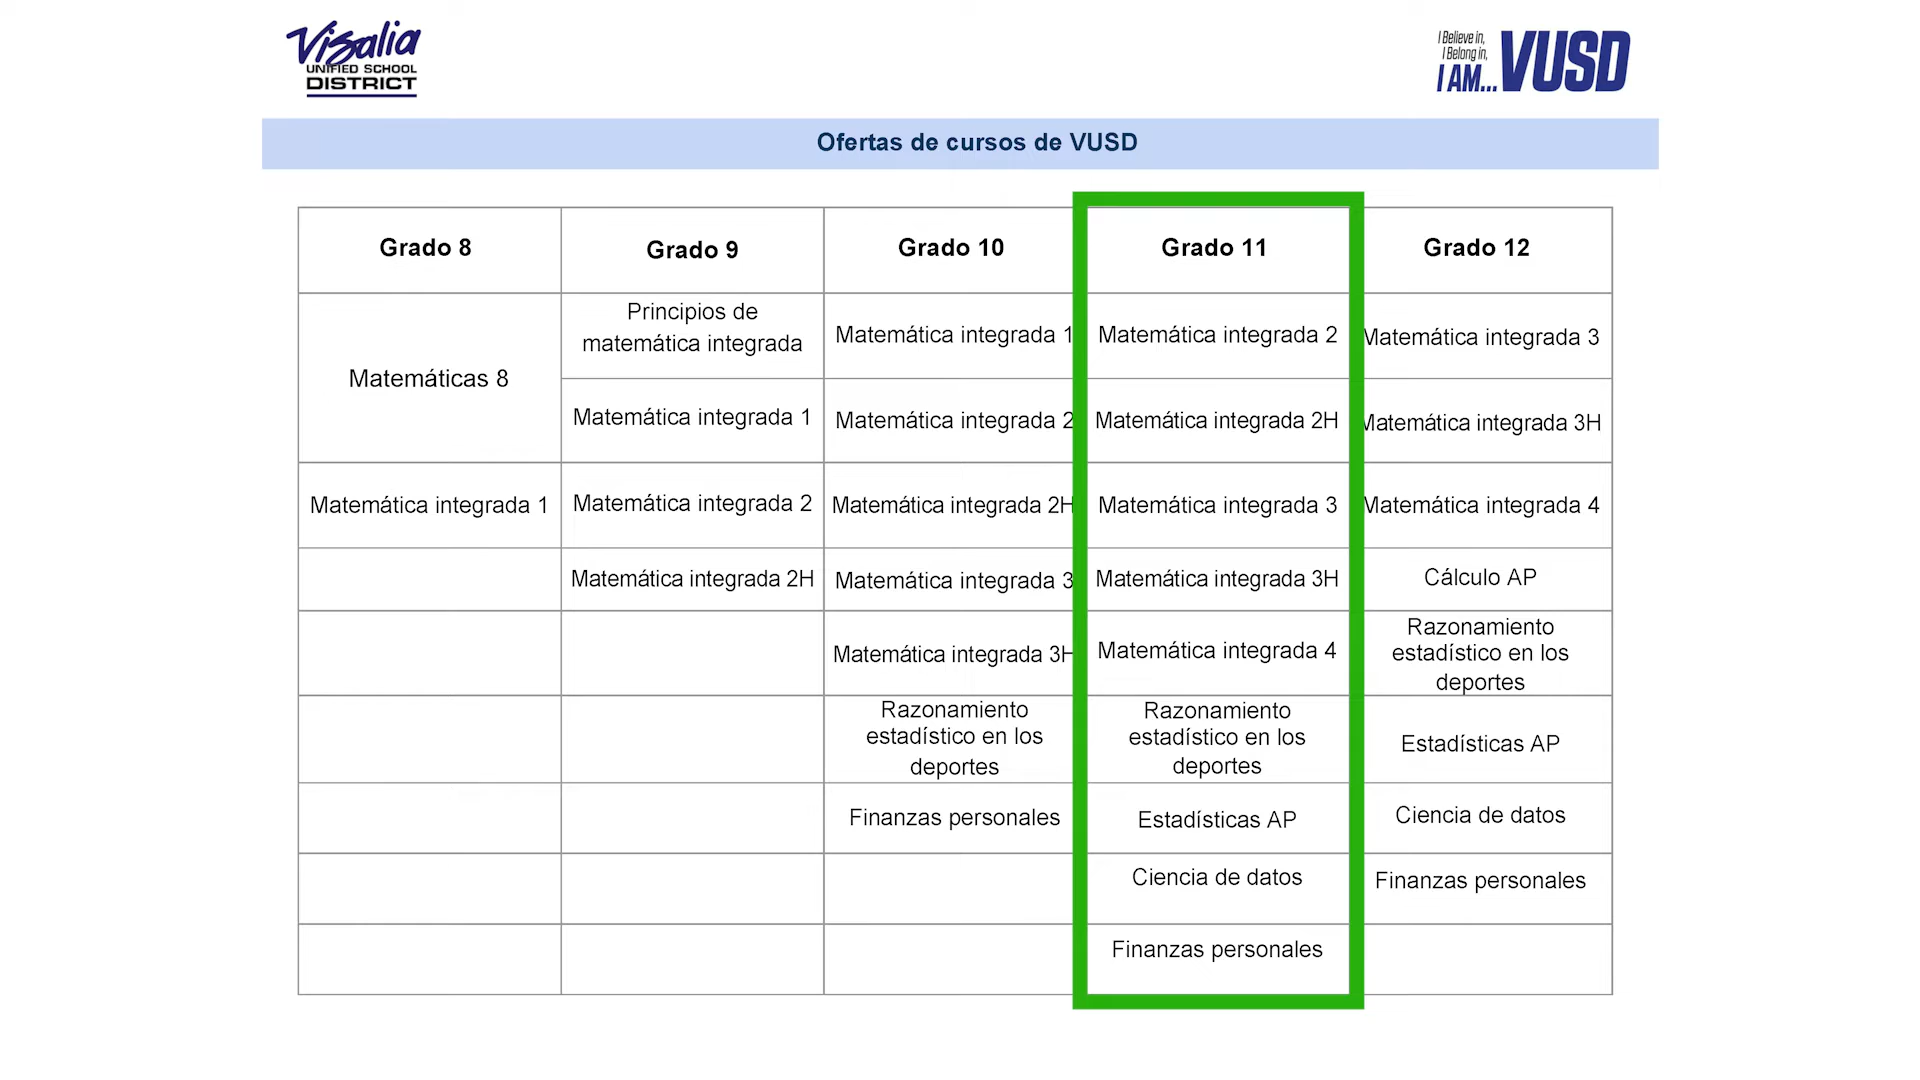 Visalia
UNIFIED SCHOOL
DISTRICT
I Believe in,
I Belong in,
I AM... VUSD
Ofertas de cursos de VUSD
Grado 8
Grado 9
Grado 10
Grado 11
Grado 12
Matemáticas 8
Principios de
matemática integrada
Matemática integrada 1
Matemática integrada 2
Matemática integrada 3
Matemática integrada 1
Matemática integrada 2
Matemática integrada 2H
Matemática integrada 3H
Matemática integrada 1
Matemática integrada 2
Matemática integrada 2H
Matemática integrada 3
Matemática integrada 4
Matemática integrada 2H
Matemática integrada 3
Matemática integrada 3H
Cálculo AP
Matemática integrada 3H
Matemática integrada 4
Razonamiento
estadístico en los
deportes
Razonamiento
estadístico en los
deportes
Razonamiento
estadístico en los
deportes
Estadísticas AP
Finanzas personales
Estadísticas AP
Ciencia de datos
Ciencia de datos
Finanzas personales
Finanzas personales